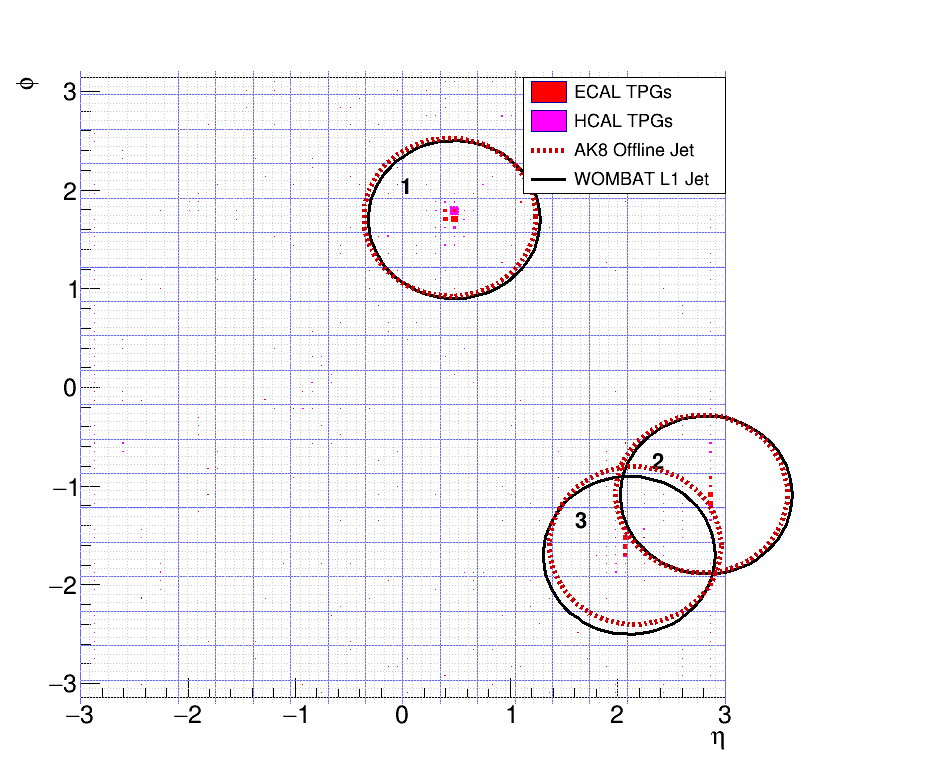 φ
3
2
1
0
−1
−2
−3
ECAL TPGs
HCAL TPGs
AK8 Offline Jet
WOMBAT L1 Jet
1
2
3
−3 −2 −1 0 1 2 3
η